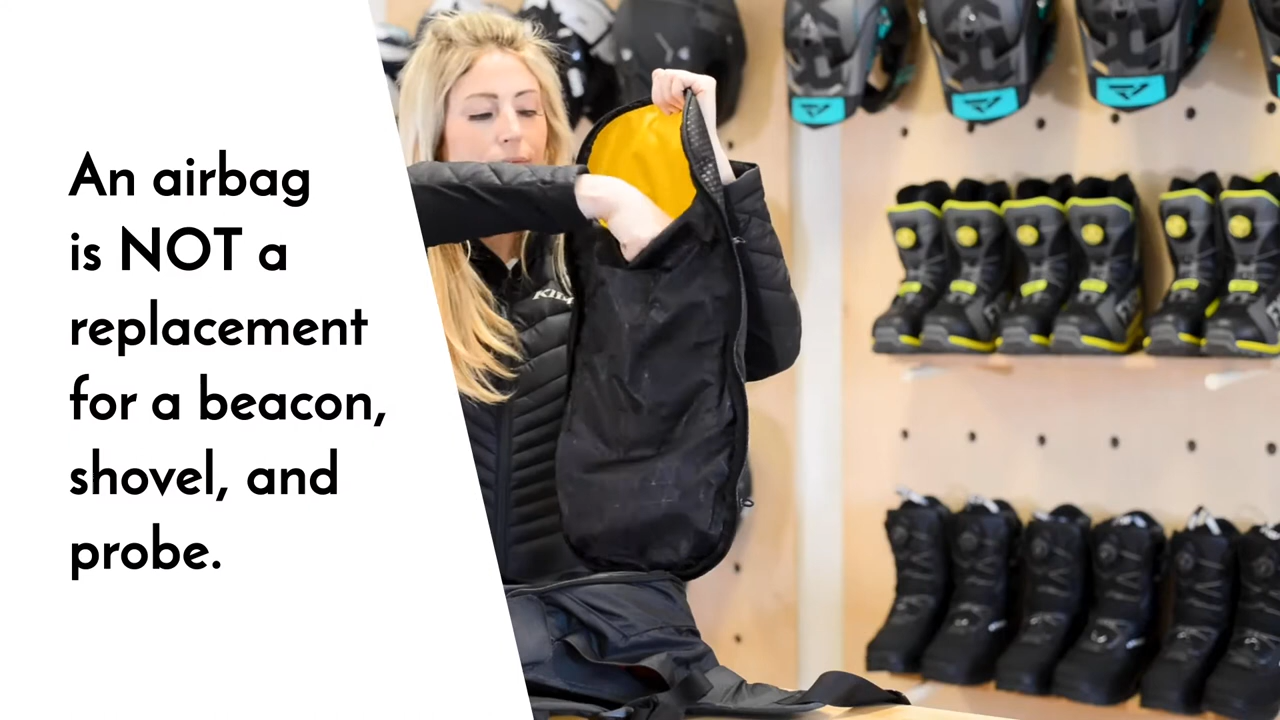 An airbag
is NOT a
replacement
for a beacon,
shovel, and
probe.